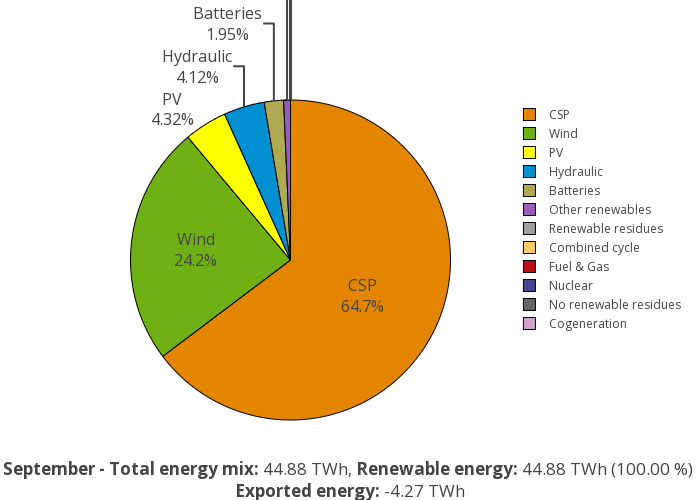 Batteries
1.95%
Hydraulic
4.12%
PV
4.32%
Wind
24.2%
CSP
64.7%
CSP
Wind
PV
Hydraulic
Batteries
Other renewables
Renewable residues
Combined cycle
Fuel & Gas
Nuclear
No renewable residues
Cogeneration
September - Total energy mix: 44.88 TWh, Renewable energy: 44.88 TWh (100.00 %)
Exported energy: -4.27 TWh